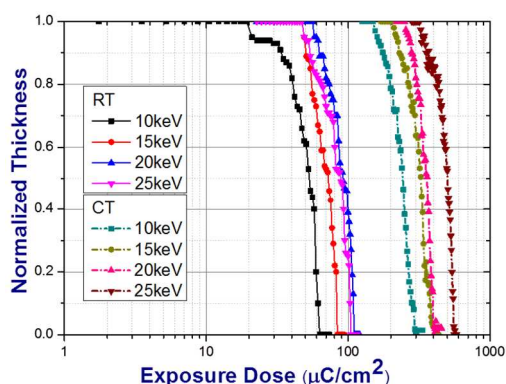 Normalized Thickness
1.0
0.8
0.6
0.4
0.2
0.0
RT
10keV
15keV
20keV
25keV
CT
10keV
15keV
20keV
25keV
1
10
100
1000
Exposure Dose (μC/cm²)